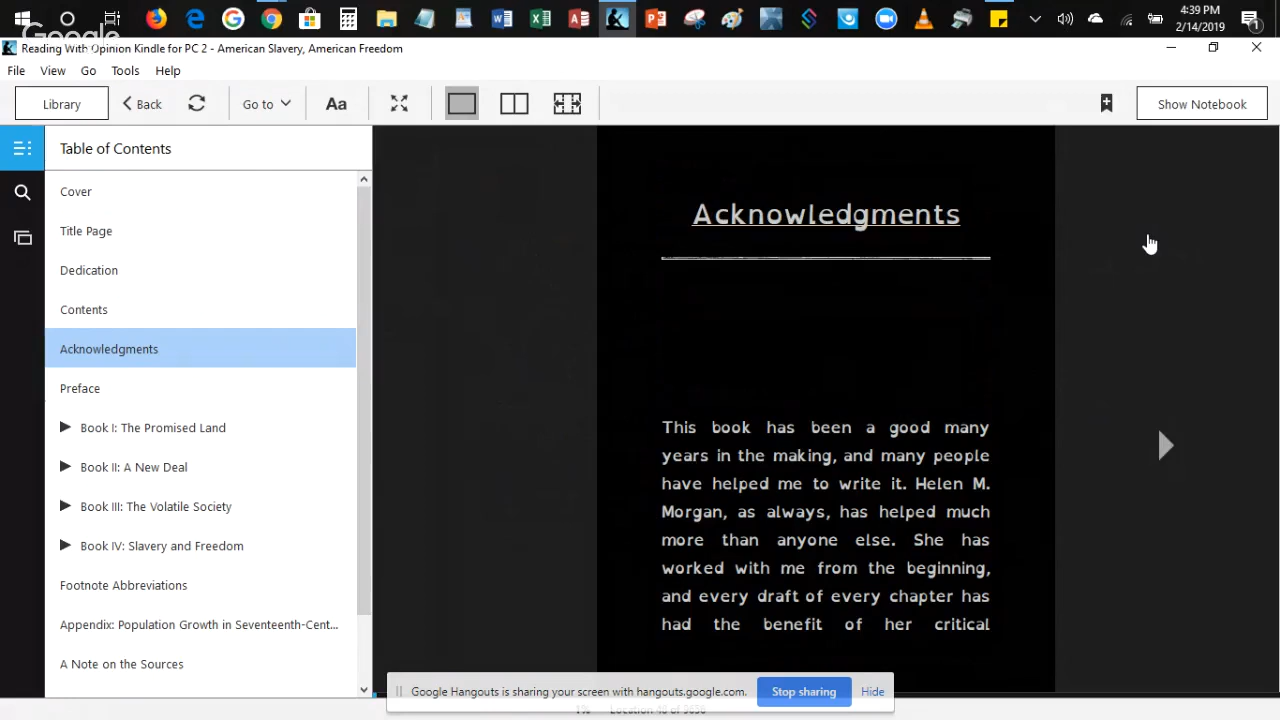 4:39 PM
2/14/2019
Google
Reading With Opinion Kindle for PC 2 - American Slavery, American Freedom
File View Go Tools Help
Library Back Go to Aa Show Notebook
Table of Contents
Cover
Title Page
Dedication
Contents
Acknowledgments
Preface
Book I: The Promised Land
Book II: A New Deal
Book III: The Volatile Society
Book IV: Slavery and Freedom
Footnote Abbreviations
Appendix: Population Growth in Seventeenth-Cent...
A Note on the Sources
Acknowledgments
This book has been a good many
years in the making, and many people
have helped me to write it. Helen M.
Morgan, as always, has helped much
more than anyone else. She has
worked with me from the beginning,
and every draft of every chapter has
had the benefit of her critical
Google Hangouts is sharing your screen with hangouts.google.com. Stop sharing Hide